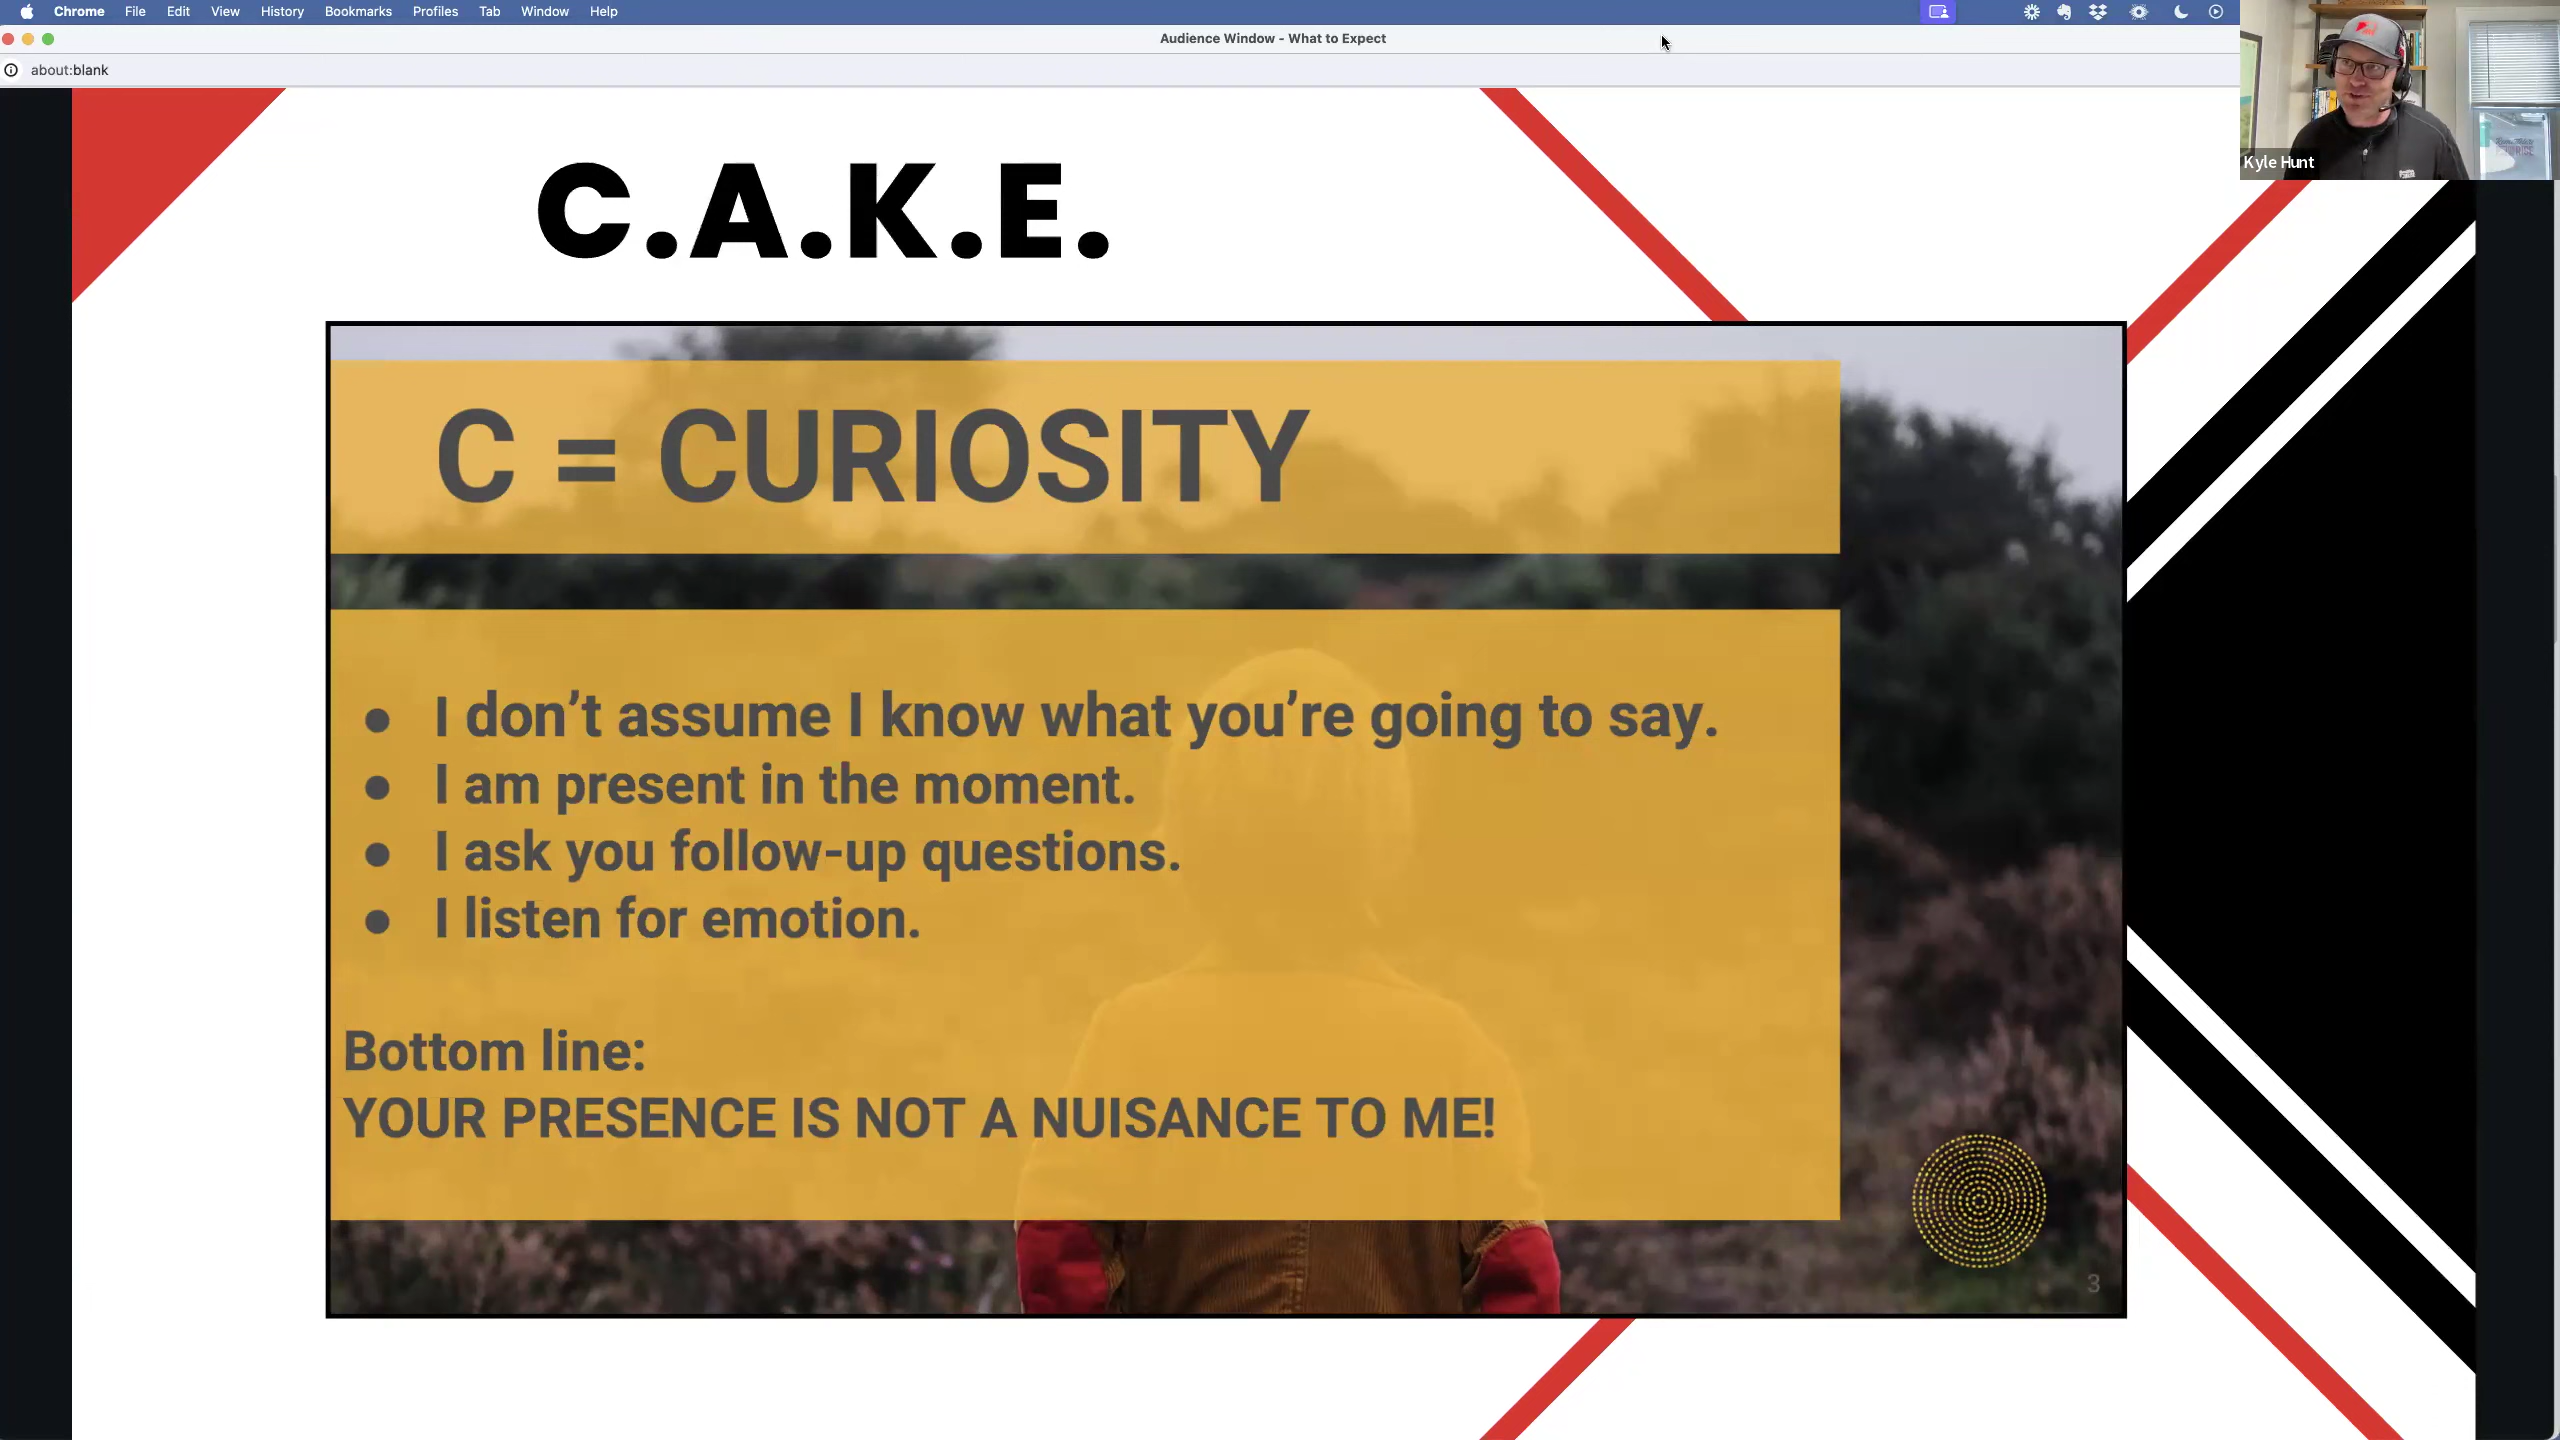 Chrome File Edit View History Bookmarks Profiles Tab Window Help
Audience Window - What to Expect
about:blank
Kyle Hunt
C.A.K.E.
C = CURIOSITY
● I don’t assume I know what you’re going to say.
● I am present in the moment.
● I ask you follow-up questions.
● I listen for emotion.
Bottom line:
YOUR PRESENCE IS NOT A NUISANCE TO ME!
3